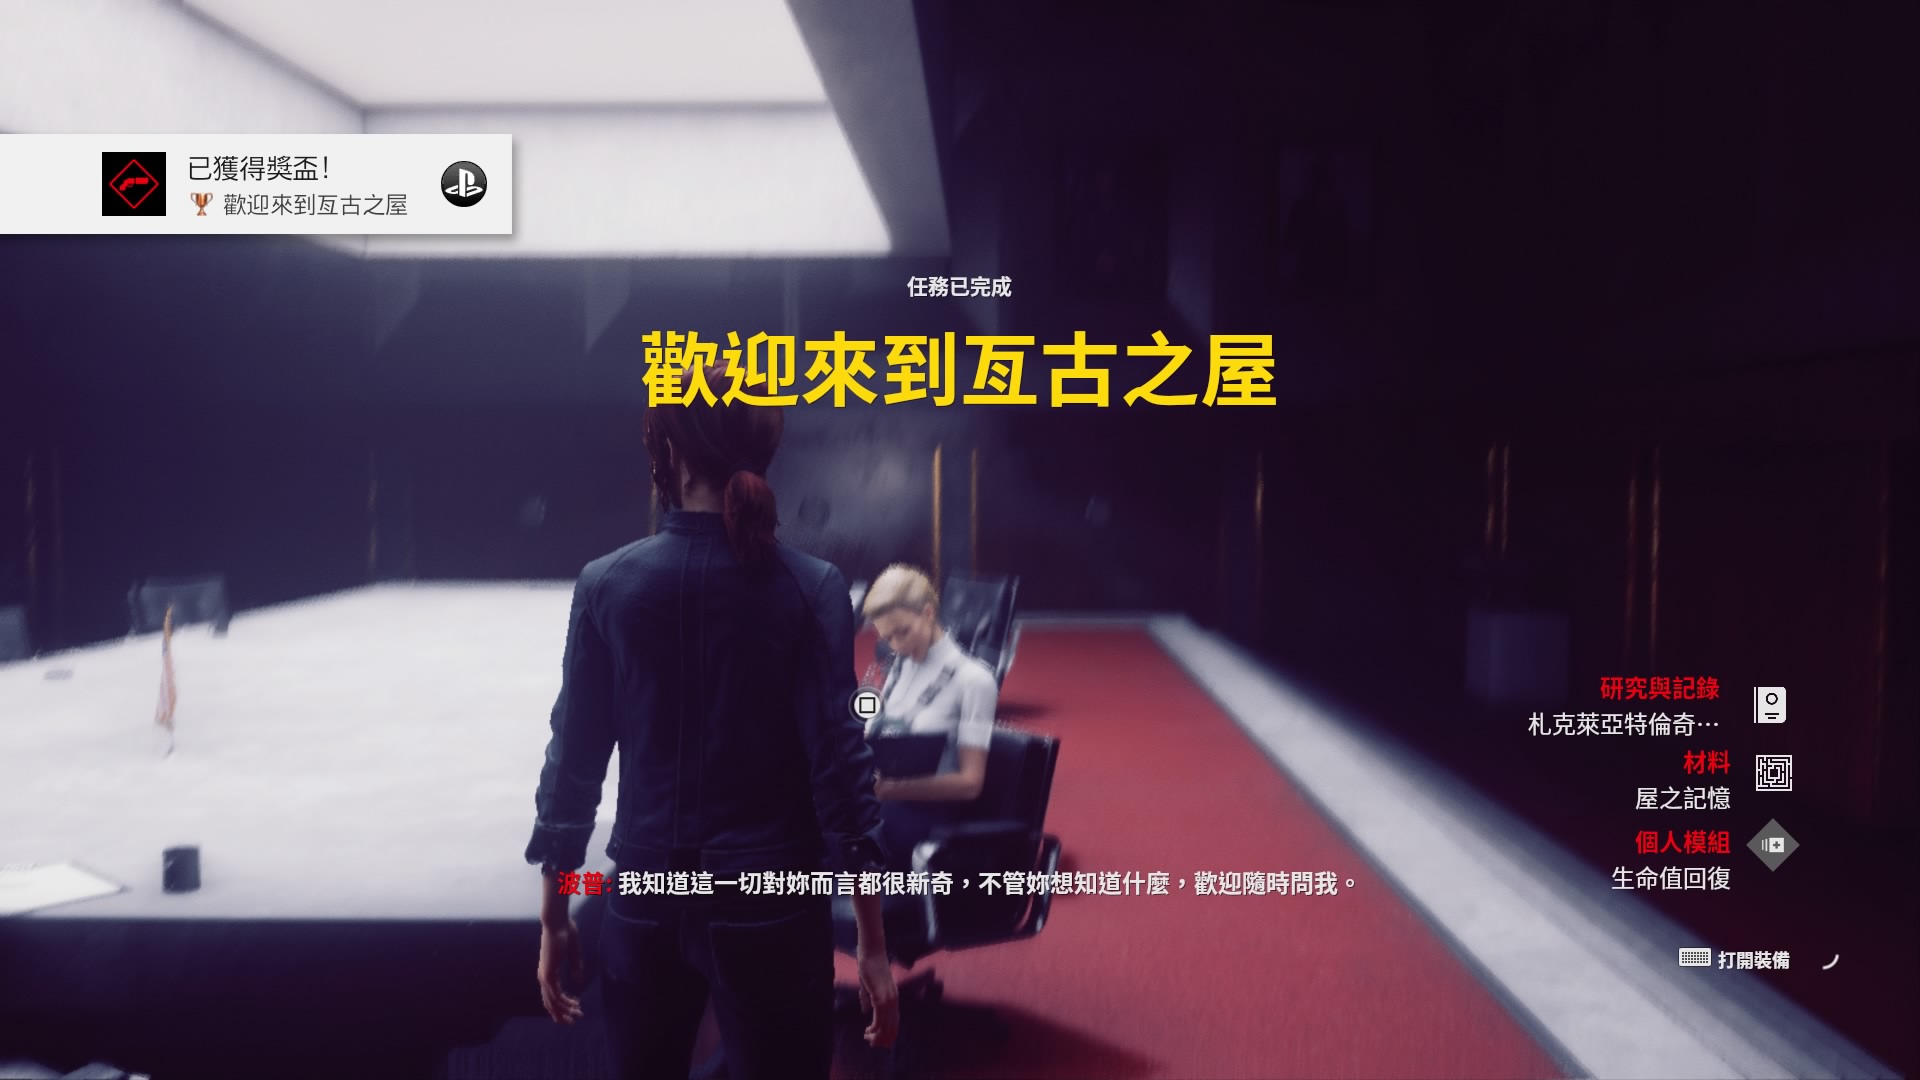 已獲得獎盃！
歡迎來到亙古之屋
任務已完成
歡迎來到亙古之屋
研究與記錄
札克萊亞特倫奇…
材料
屋之記憶
個人模組
生命值回復
波普: 我知道這一切對妳而言都很新奇，不管妳想知道什麼，歡迎隨時問我。
打開裝備